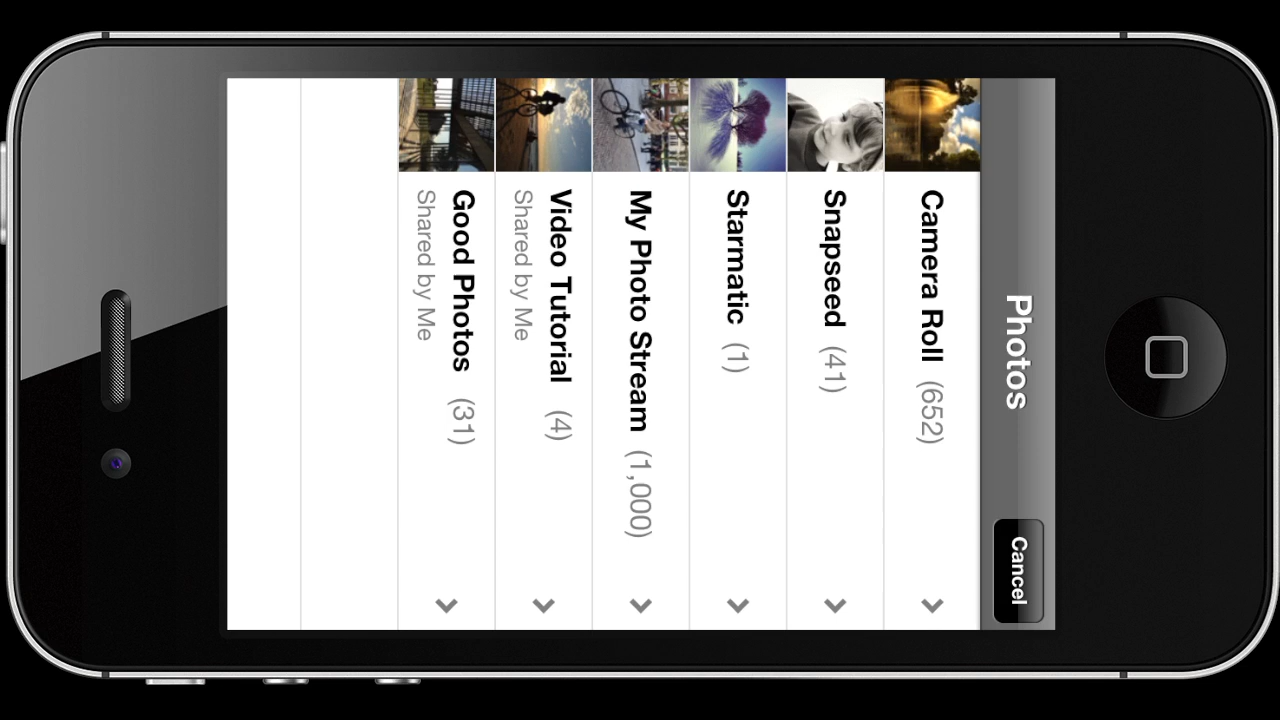 Photos
Cancel
Camera Roll (652)
Snapseed (41)
Starmatic (1)
My Photo Stream (1,000)
Video Tutorial (4)
Shared by Me
Good Photos (31)
Shared by Me